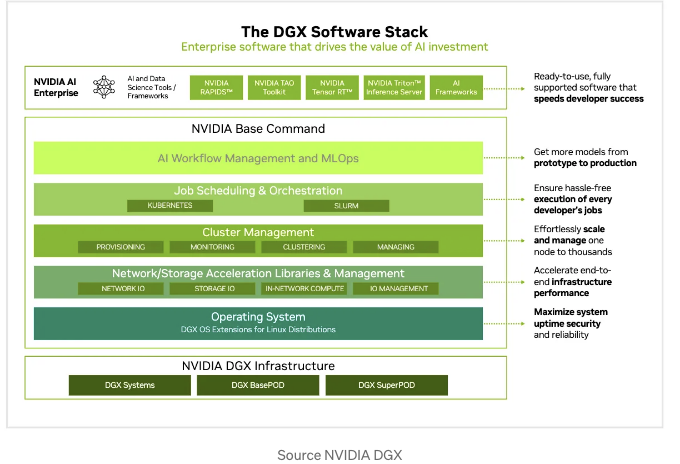 The DGX Software Stack
Enterprise software that drives the value of AI investment
NVIDIA AI
Enterprise
AI and Data
Science Tools /
Frameworks
NVIDIA
RAPIDS™
NVIDIA TAO
Toolkit
NVIDIA
Tensor RT™
NVIDIA Triton™
Inference Server
AI
Frameworks
Ready-to-use, fully
supported software that
speeds developer success
NVIDIA Base Command
AI Workflow Management and MLOps
Get more models from
prototype to production
Job Scheduling & Orchestration
KUBERNETES
SLURM
Ensure hassle-free
execution of every
developer's jobs
Cluster Management
PROVISIONING
MONITORING
CLUSTERING
MANAGING
Effortlessly scale
and manage one
node to thousands
Network/Storage Acceleration Libraries & Management
NETWORK IO
STORAGE IO
IN-NETWORK COMPUTE
IO MANAGEMENT
Accelerate end-to-
end infrastructure
performance
Operating System
DGX OS Extensions for Linux Distributions
Maximize system
uptime security
and reliability
NVIDIA DGX Infrastructure
DGX Systems
DGX BasePOD
DGX SuperPOD
Source NVIDIA DGX